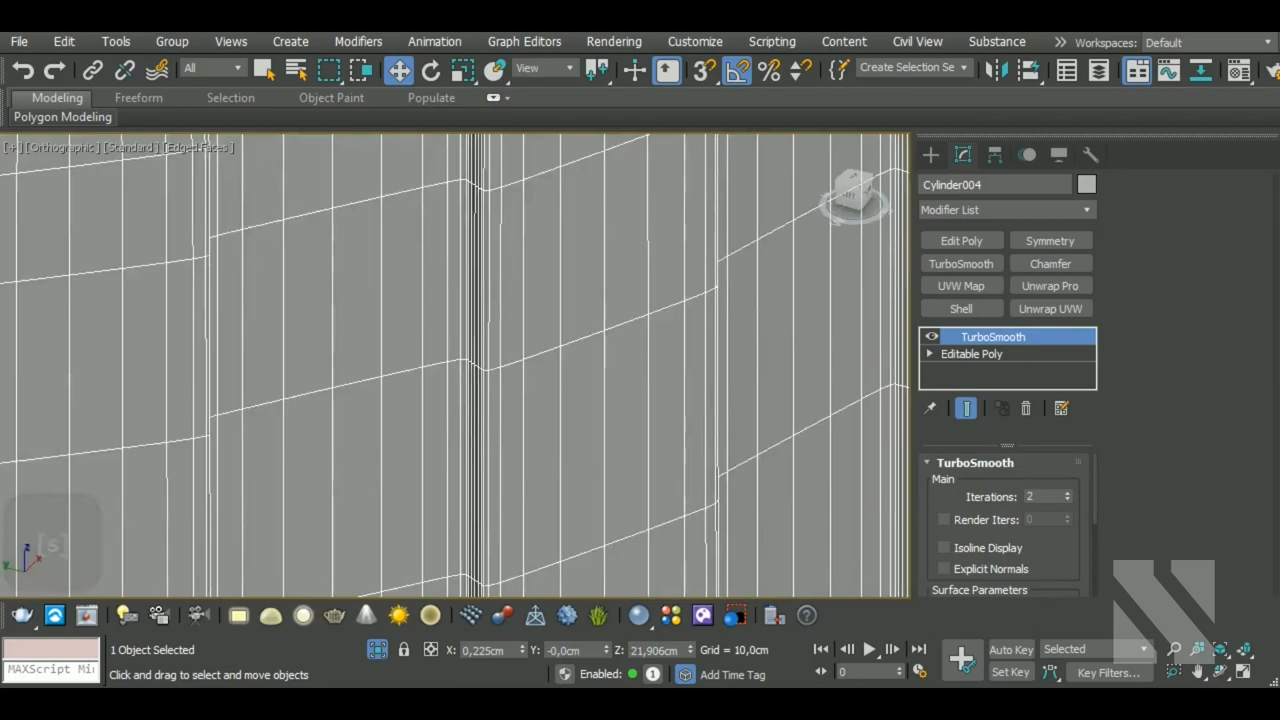 File Edit Tools Group Views Create Modifiers Animation Graph Editors Rendering Customize Scripting Content Civil View Substance Workspaces: Default
All View Create Selection Se
Modeling Freeform Selection Object Paint Populate
Polygon Modeling
[+][Orthographic][Standard][Edged Faces]
Cylinder004
Modifier List
Edit Poly Symmetry
TurboSmooth Chamfer
UVW Map Unwrap Pro
Shell Unwrap UVW
TurboSmooth
Editable Poly
TurboSmooth
Main
Iterations: 2
Render Iters: 0
Isoline Display
Explicit Normals
Surface Parameters
[s]
z
x
y
1 Object Selected X: 0,225cm Y: -0,0cm Z: 21,906cm Grid = 10,0cm Auto Key Selected
MAXScript Mi Click and drag to select and move objects Enabled: 1 Add Time Tag 0 Set Key Key Filters...